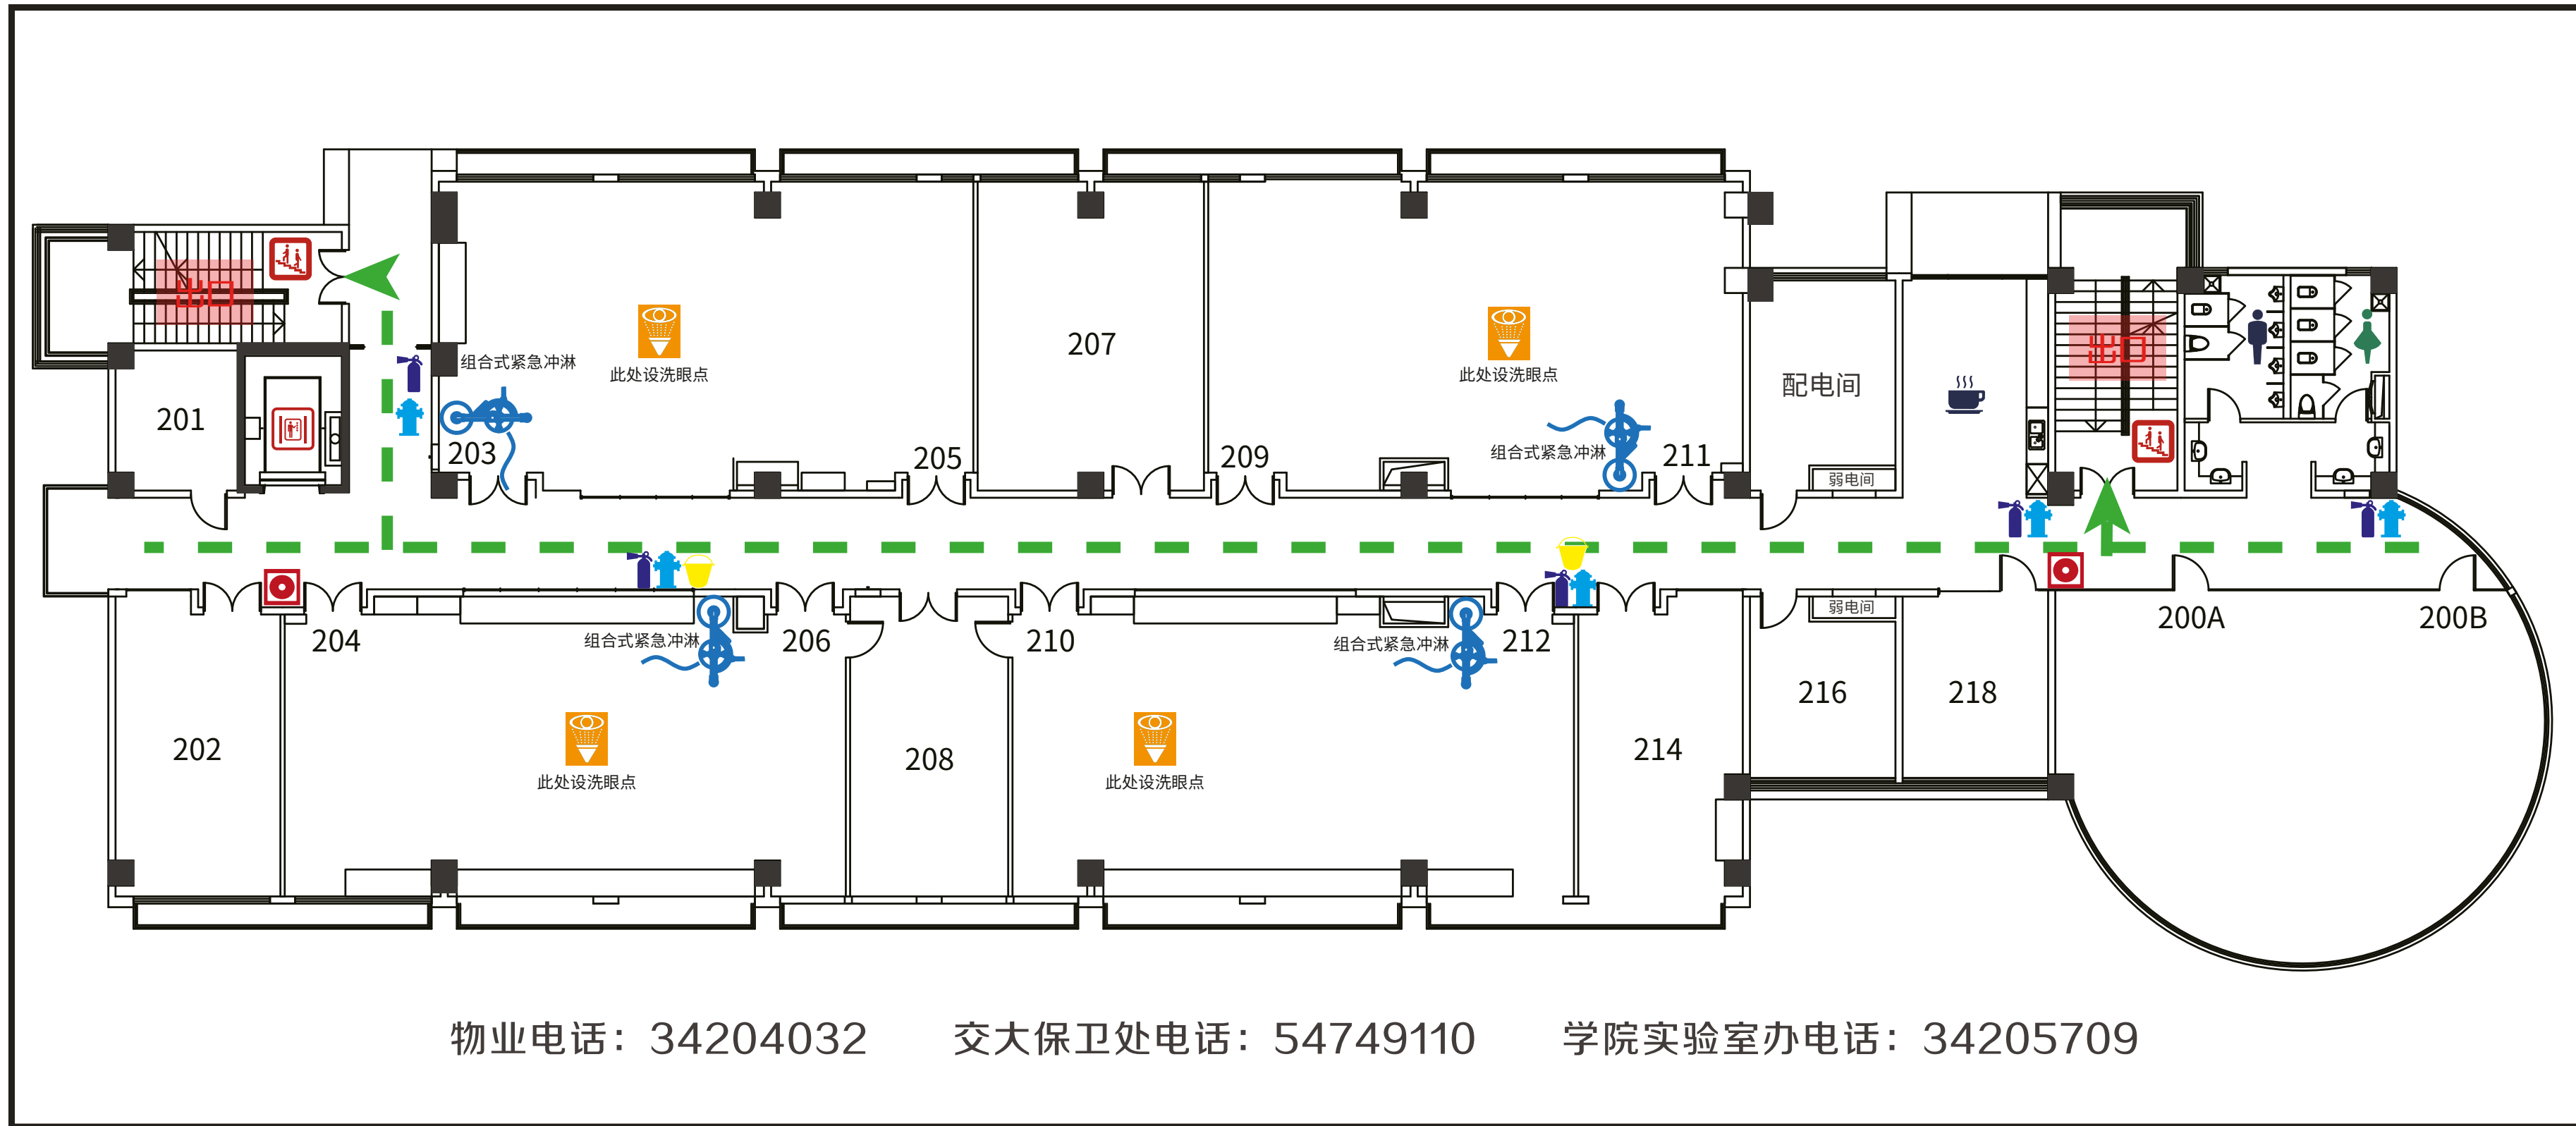 出口
201
组合式紧急冲淋
此处设洗眼点
203
205
207
209
此处设洗眼点
组合式紧急冲淋
211
配电间
弱电间
出口
202
204
组合式紧急冲淋
206
此处设洗眼点
208
210
此处设洗眼点
组合式紧急冲淋
212
214
弱电间
216
218
200A
200B
物业电话：34204032 交大保卫处电话：54749110 学院实验室办电话：34205709